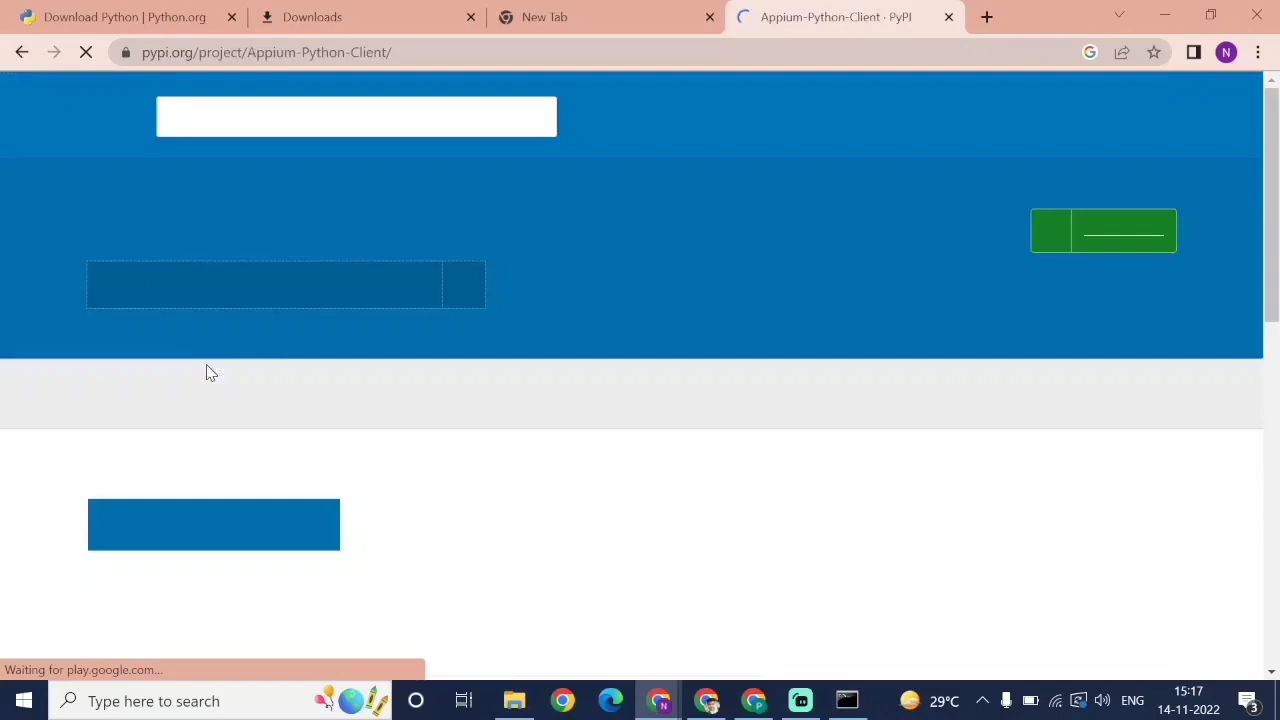 Download Python | Python.org
Downloads
New Tab
Appium-Python-Client · PyPI
pypi.org/project/Appium-Python-Client/
N
Waiting for play.google.com...
Type here to search
N
P
29°C
ENG
15:17
14-11-2022
3